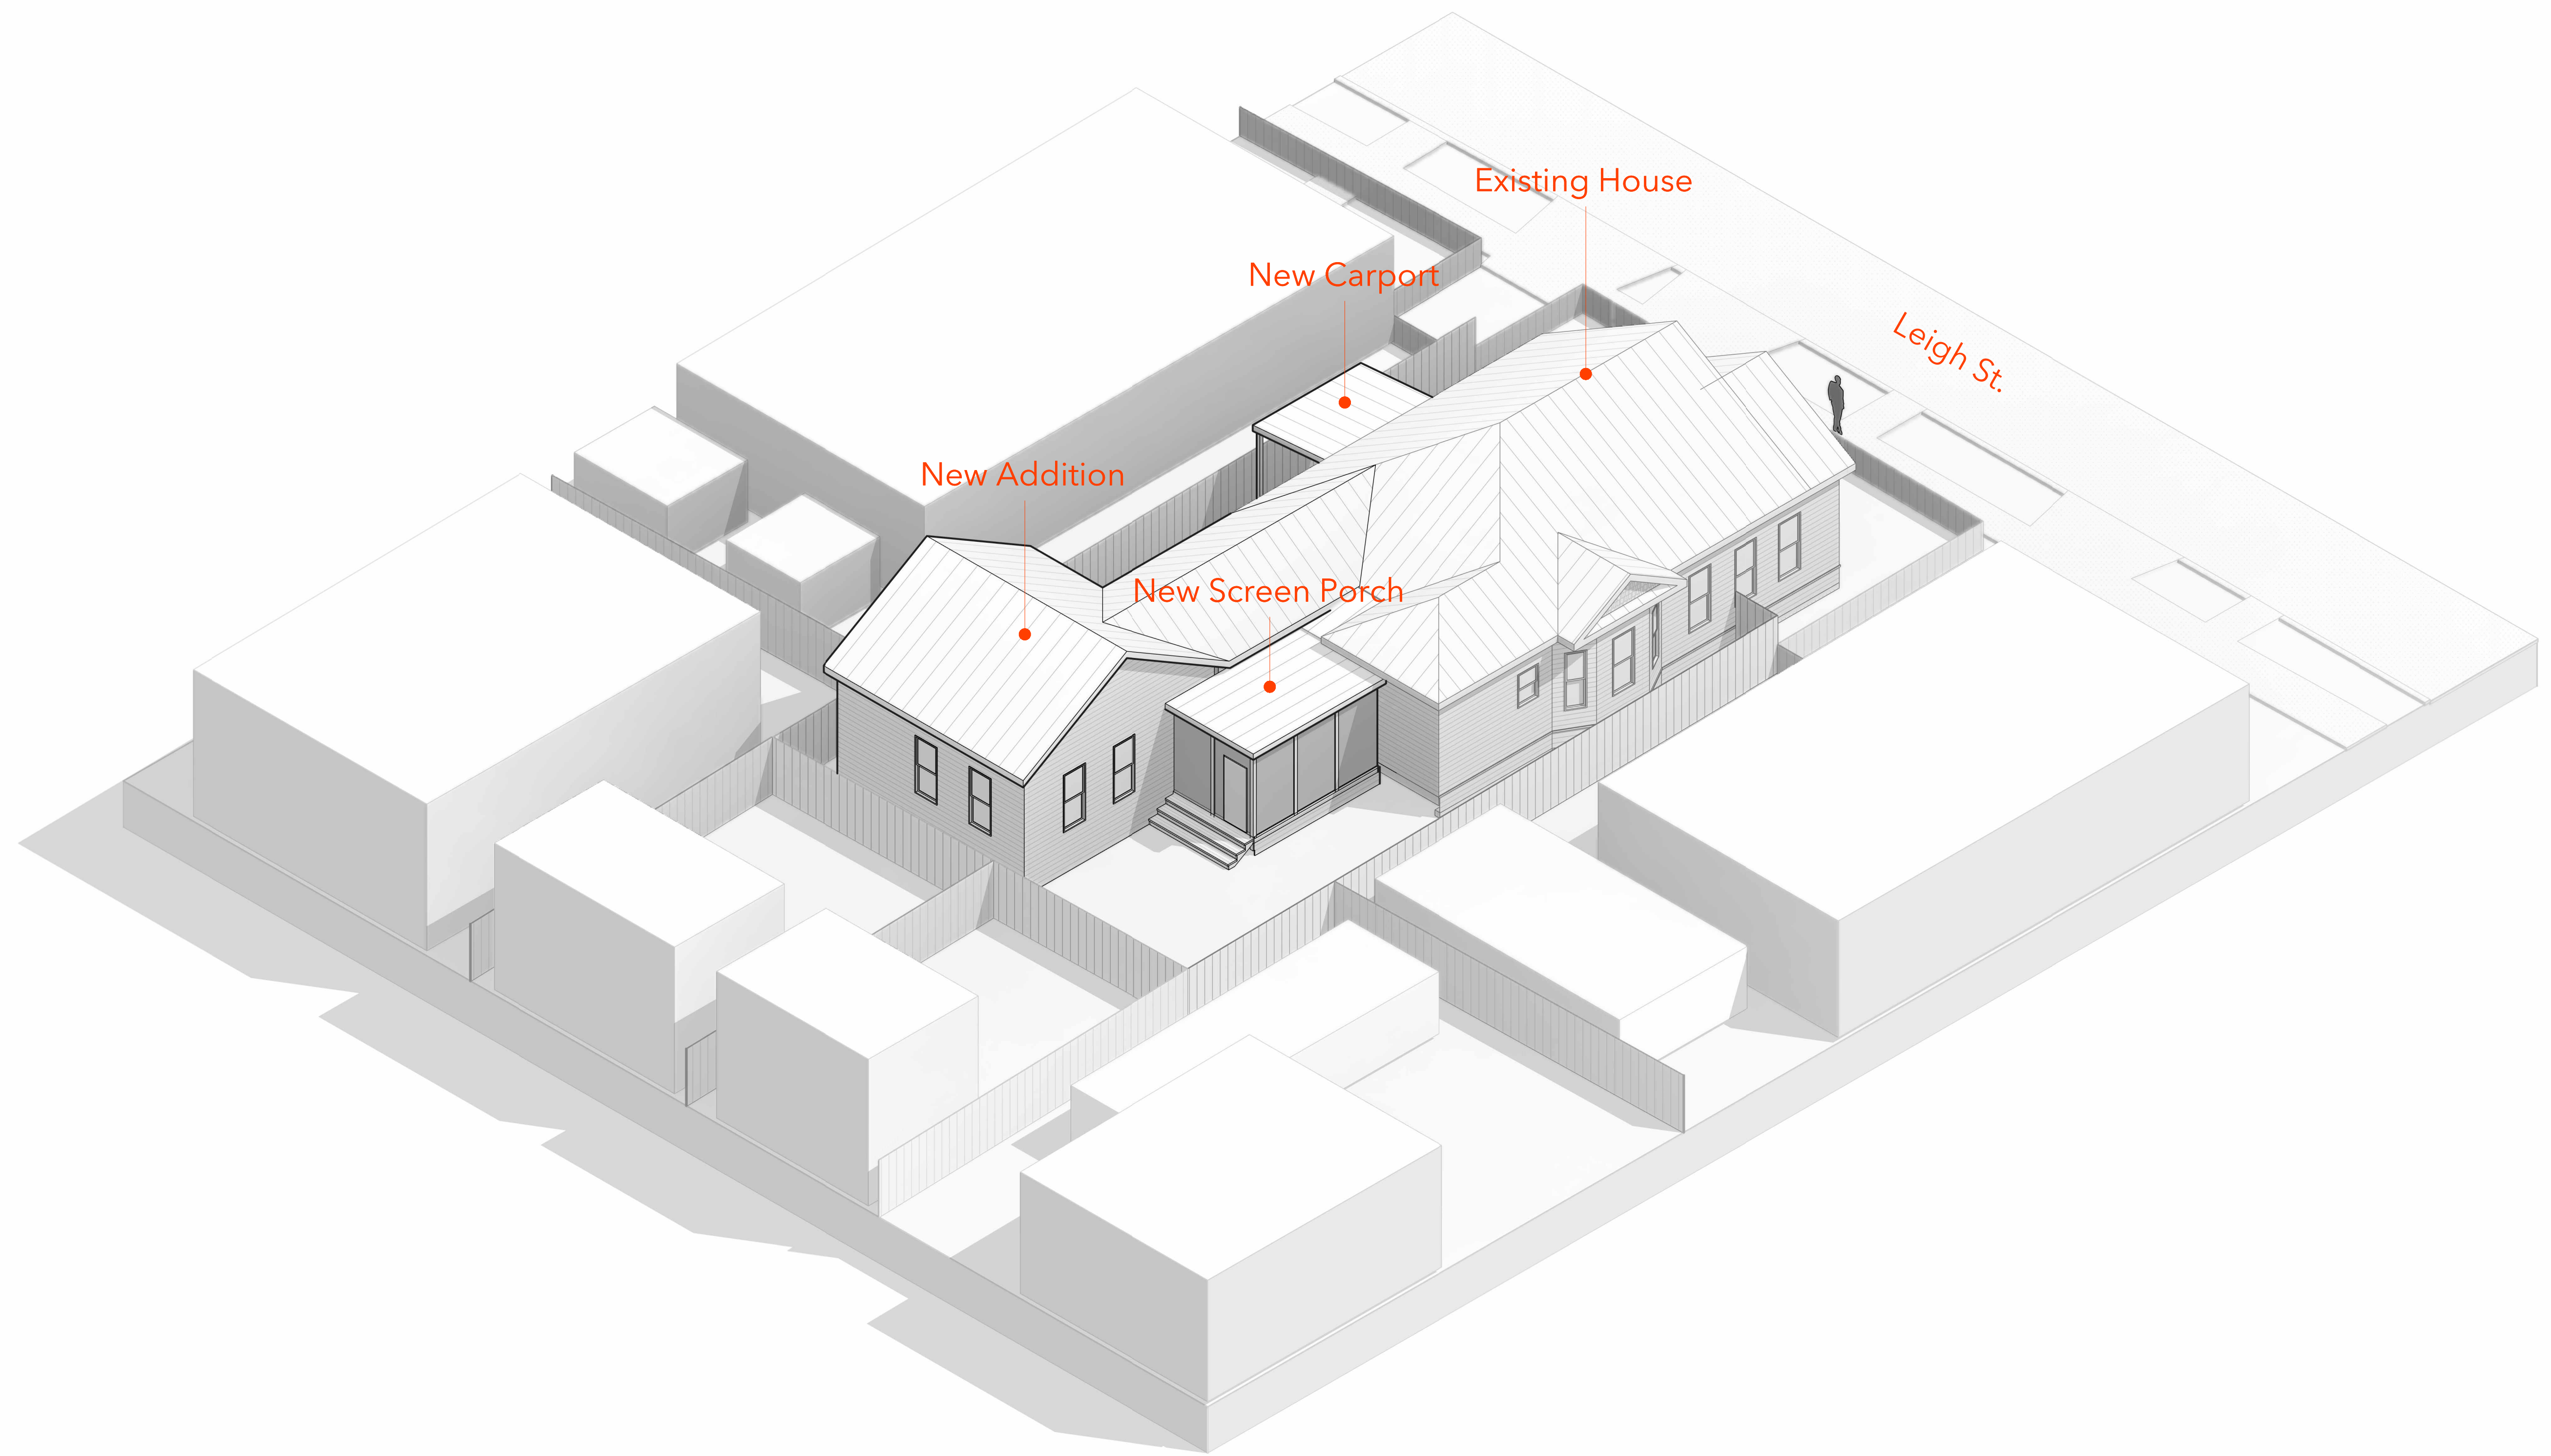 Existing House
New Carport
Leigh St.
New Addition
New Screen Porch